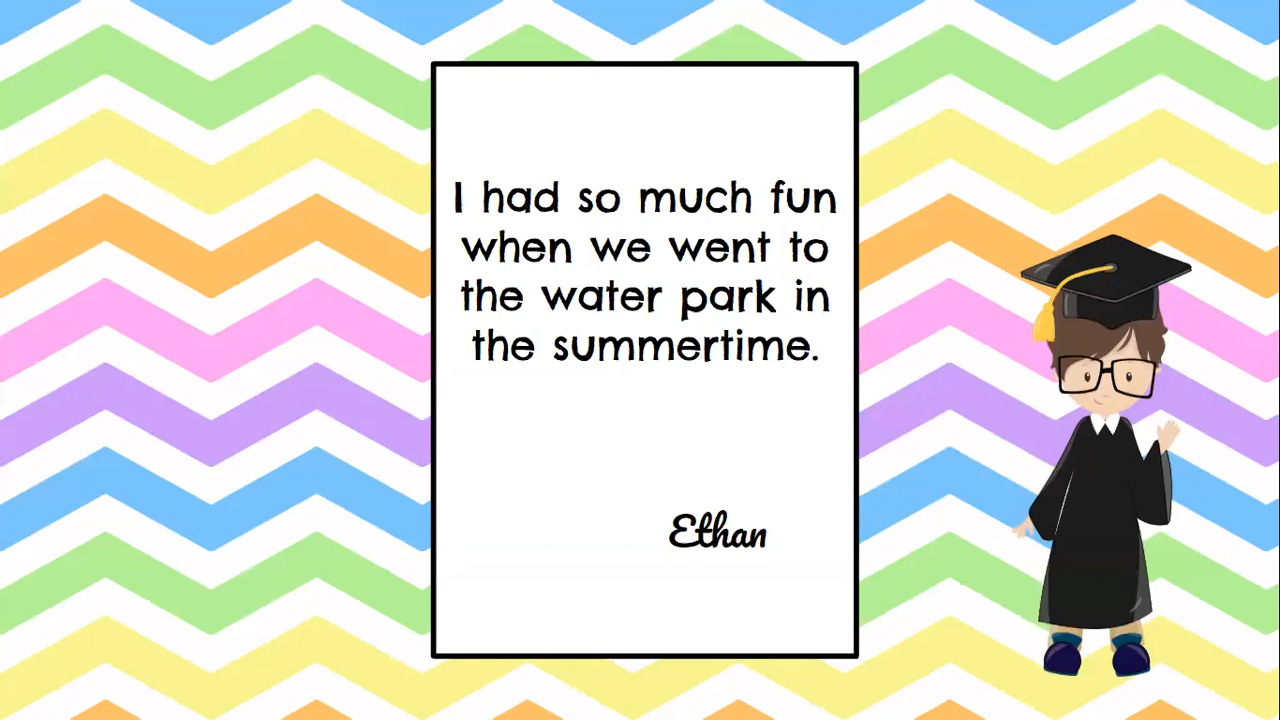 I had so much fun
when we went to
the water park in
the summertime.
Ethan